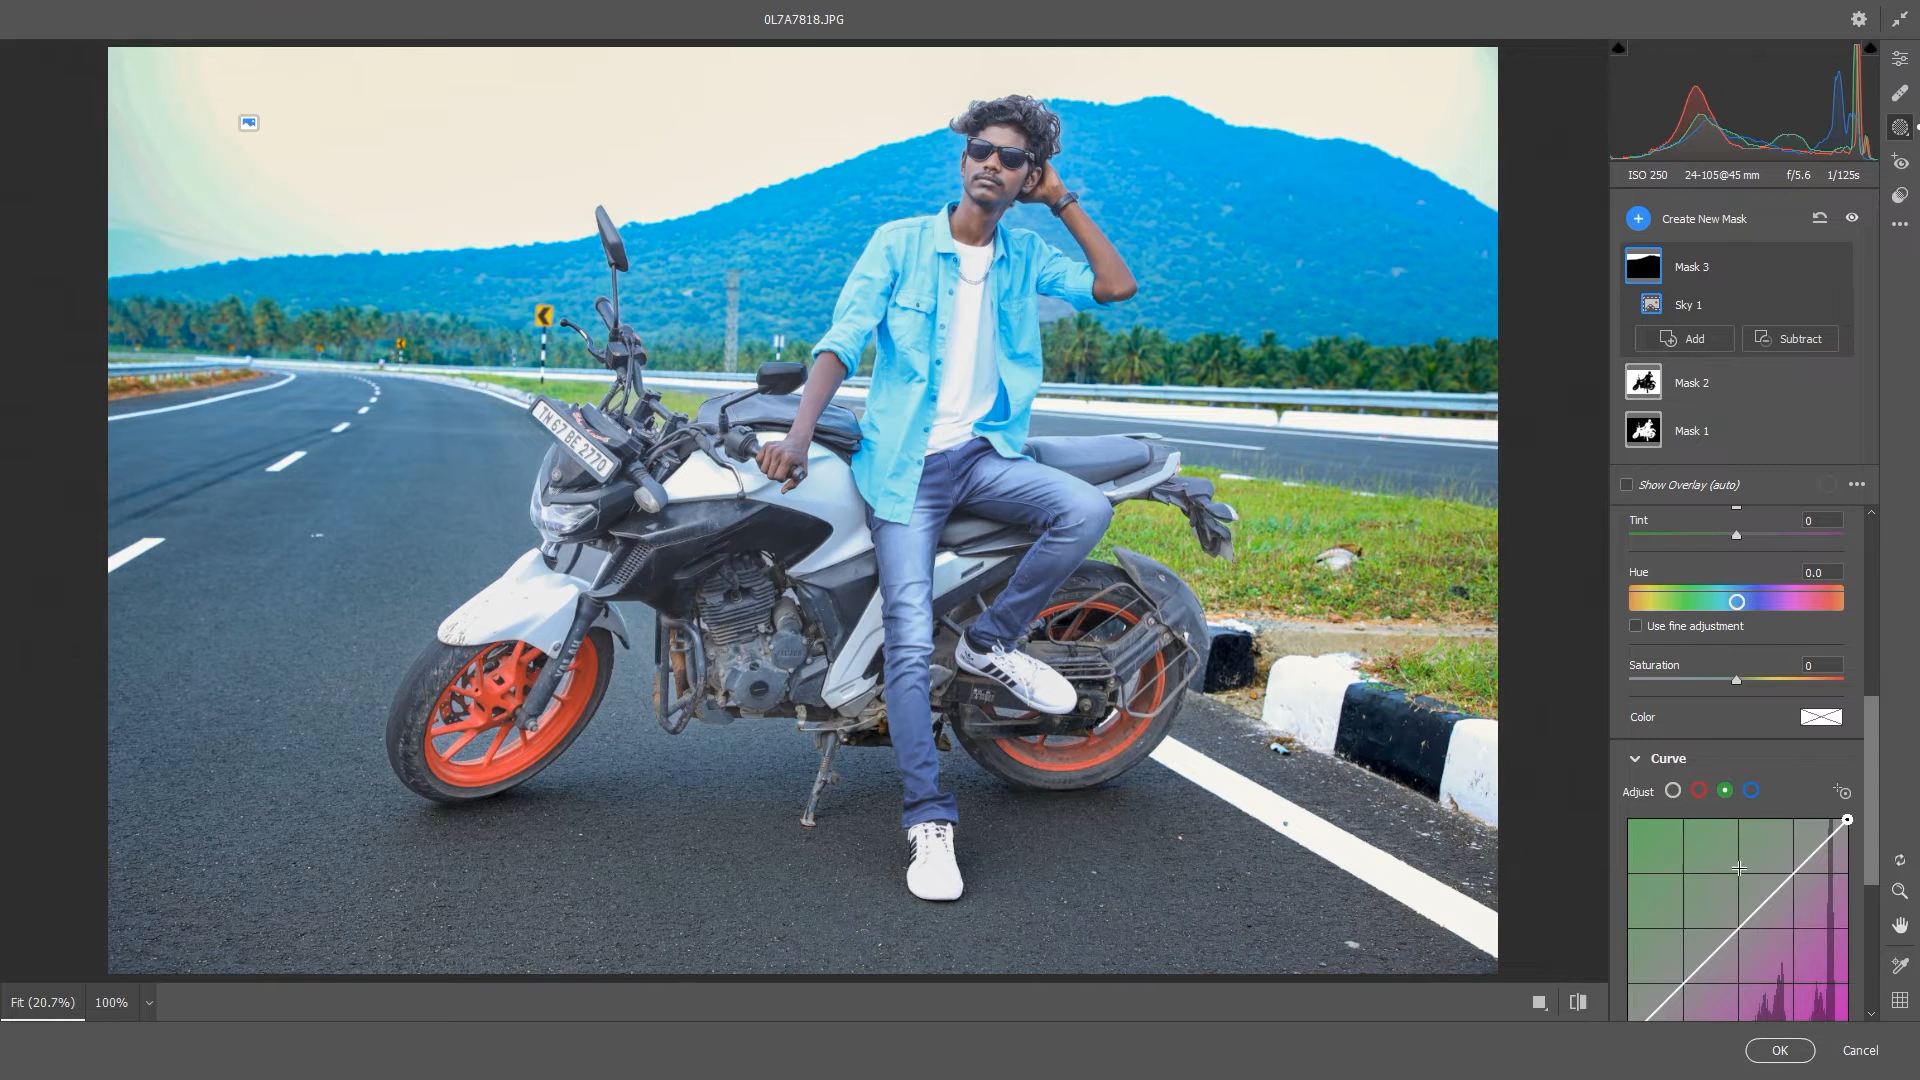 0L7A7818.JPG
ISO 250 24-105@45 mm f/5.6 1/125s
Create New Mask
Mask 3
Sky 1
Add Subtract
Mask 2
Mask 1
Show Overlay (auto)
Tint 0
Hue 0.0
Use fine adjustment
Saturation 0
Color
Curve
Adjust
TN 67 BE 2770
Fit (20.7%) 100%
OK Cancel